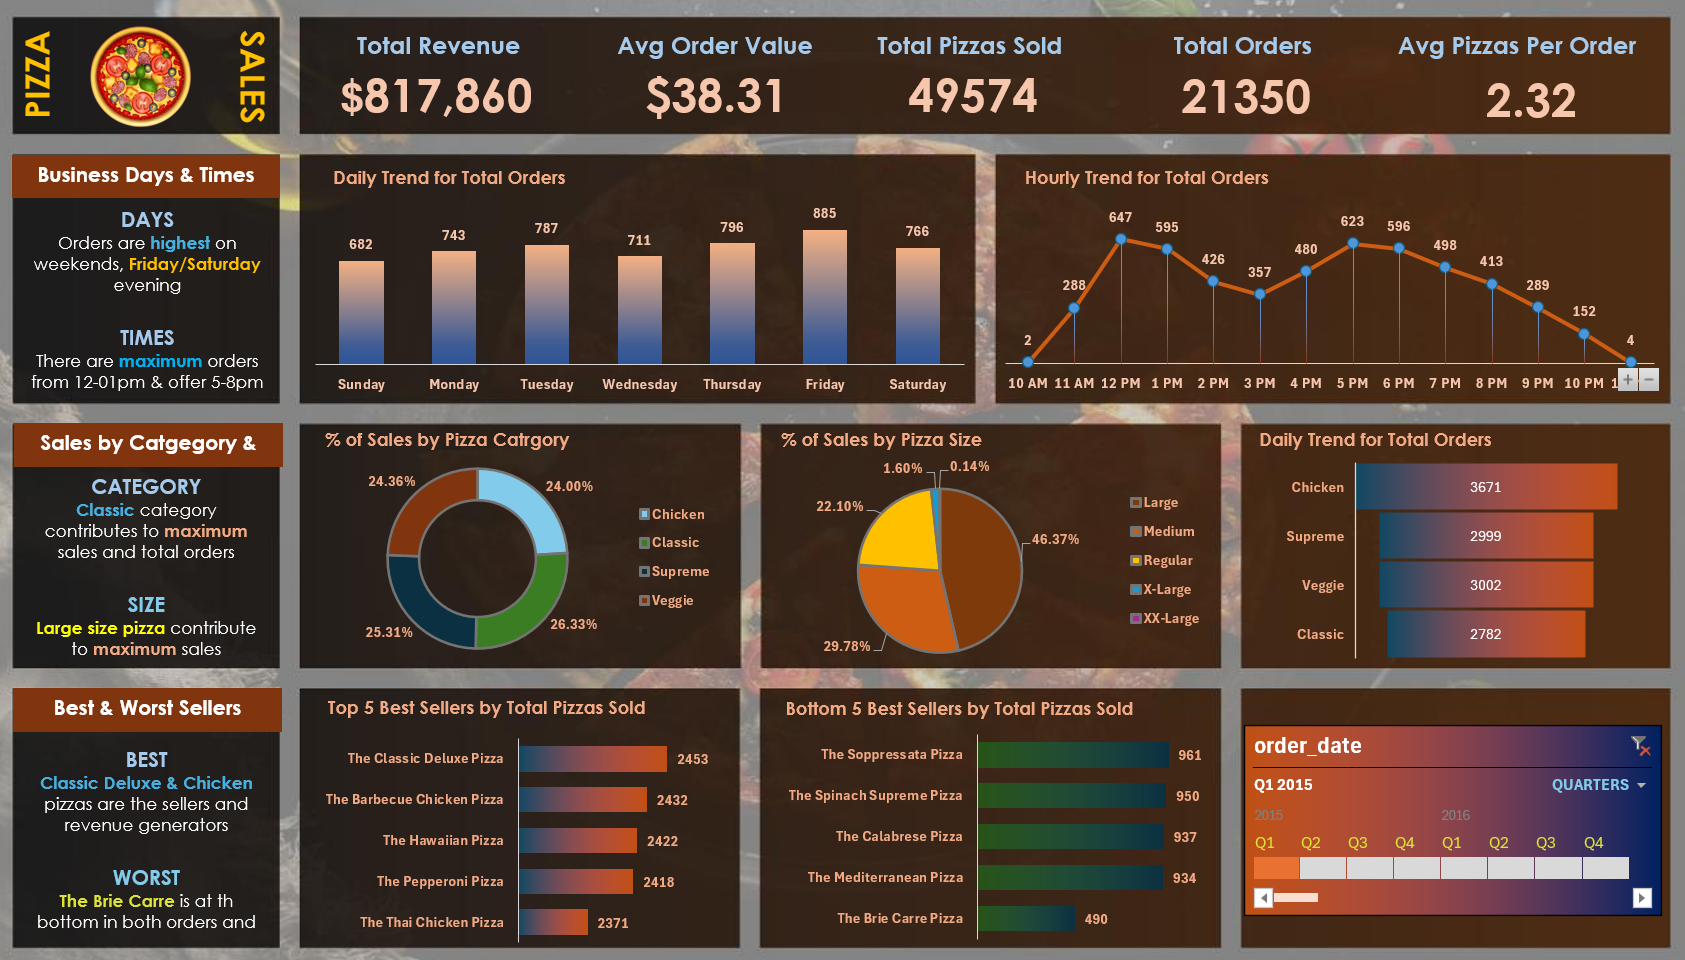 PIZZA
SALES
Total Revenue
$817,860
Avg Order Value
$38.31
Total Pizzas Sold
49574
Total Orders
21350
Avg Pizzas Per Order
2.32
Business Days & Times
DAYS
Orders are highest on
weekends, Friday/Saturday
evening
TIMES
There are maximum orders
from 12-01pm & offer 5-8pm
Daily Trend for Total Orders
682
743
787
711
796
885
766
Sunday
Monday
Tuesday
Wednesday
Thursday
Friday
Saturday
Hourly Trend for Total Orders
2
288
647
595
426
357
480
623
596
498
413
289
152
4
10 AM
11 AM
12 PM
1 PM
2 PM
3 PM
4 PM
5 PM
6 PM
7 PM
8 PM
9 PM
10 PM
+ −
Sales by Catgegory &
CATEGORY
Classic category
contributes to maximum
sales and total orders
SIZE
Large size pizza contribute
to maximum sales
% of Sales by Pizza Catrgory
24.36%
24.00%
25.31%
26.33%
Chicken
Classic
Supreme
Veggie
% of Sales by Pizza Size
1.60%
0.14%
22.10%
46.37%
29.78%
Large
Medium
Regular
X-Large
XX-Large
Daily Trend for Total Orders
Chicken 3671
Supreme 2999
Veggie 3002
Classic 2782
Best & Worst Sellers
BEST
Classic Deluxe & Chicken
pizzas are the sellers and
revenue generators
WORST
The Brie Carre is at th
bottom in both orders and
Top 5 Best Sellers by Total Pizzas Sold
The Classic Deluxe Pizza 2453
The Barbecue Chicken Pizza 2432
The Hawaiian Pizza 2422
The Pepperoni Pizza 2418
The Thai Chicken Pizza 2371
Bottom 5 Best Sellers by Total Pizzas Sold
The Soppressata Pizza 961
The Spinach Supreme Pizza 950
The Calabrese Pizza 937
The Mediterranean Pizza 934
The Brie Carre Pizza 490
order_date
Q1 2015
QUARTERS
2015 2016
Q1 Q2 Q3 Q4 Q1 Q2 Q3 Q4